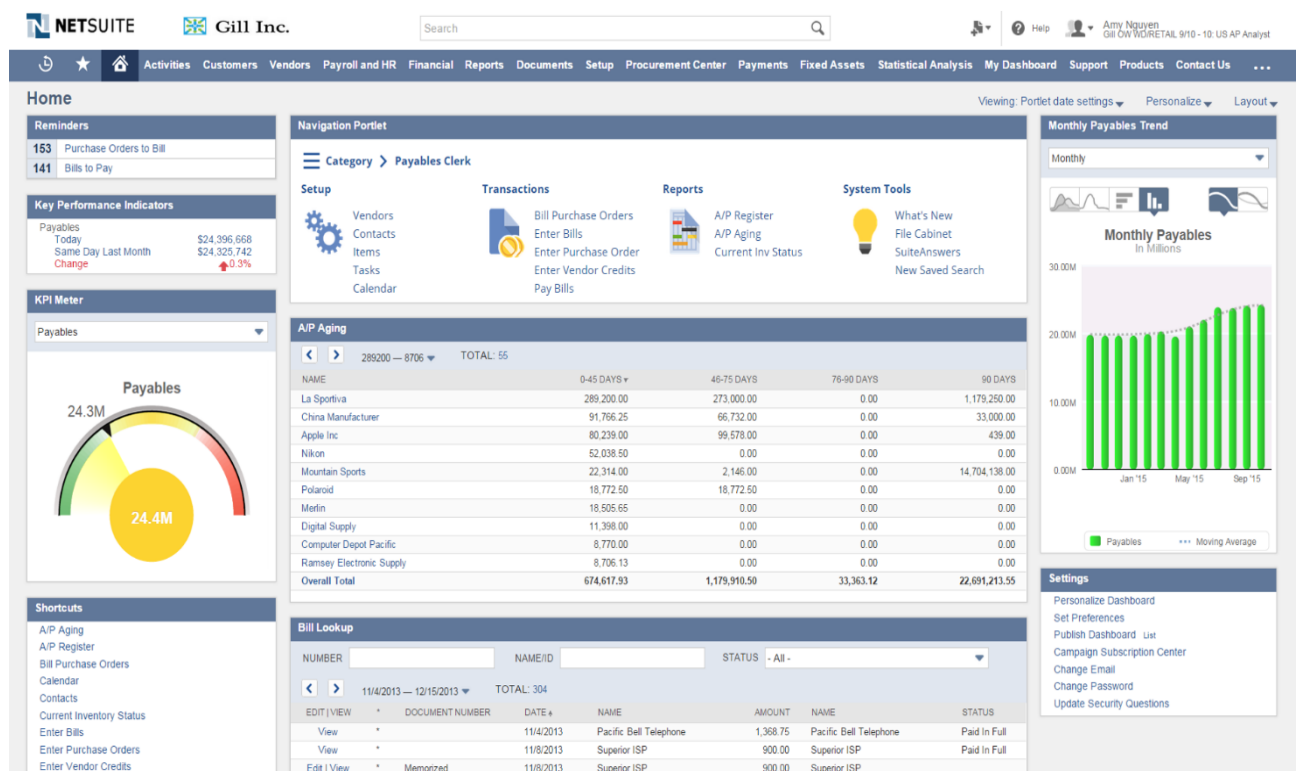 NETSUITE
Gill Inc.
Search
Help
Amy Nguyen
Gill OW WD/RETAIL 9/10 - 10: US AP Analyst
Activities Customers Vendors Payroll and HR Financial Reports Documents Setup Procurement Center Payments Fixed Assets Statistical Analysis My Dashboard Support Products Contact Us ...
Home
Viewing: Portlet date settings Personalize Layout
Reminders
153 Purchase Orders to Bill
141 Bills to Pay
Key Performance Indicators
Payables
Today $24,396,668
Same Day Last Month $24,325,742
Change 0.3%
KPI Meter
Payables
Payables
24.3M
24.4M
Shortcuts
A/P Aging
A/P Register
Bill Purchase Orders
Calendar
Contacts
Current Inventory Status
Enter Bills
Enter Purchase Orders
Enter Vendor Credits
Navigation Portlet
Category > Payables Clerk
Setup
Vendors
Contacts
Items
Tasks
Calendar
Transactions
Bill Purchase Orders
Enter Bills
Enter Purchase Order
Enter Vendor Credits
Pay Bills
Reports
A/P Register
A/P Aging
Current Inv Status
System Tools
What's New
File Cabinet
SuiteAnswers
New Saved Search
A/P Aging
289200 — 8706 TOTAL: 55
NAME 0-45 DAYS 46-75 DAYS 76-90 DAYS 90 DAYS
La Sportiva 289,200.00 273,000.00 0.00 1,179,250.00
China Manufacturer 91,766.25 66,732.00 0.00 33,000.00
Apple Inc 80,239.00 99,578.00 0.00 439.00
Nikon 52,038.50 0.00 0.00 0.00
Mountain Sports 22,314.00 2,146.00 0.00 14,704,138.00
Polaroid 18,772.50 18,772.50 0.00 0.00
Merlin 18,505.65 0.00 0.00 0.00
Digital Supply 11,398.00 0.00 0.00 0.00
Computer Depot Pacific 8,770.00 0.00 0.00 0.00
Ramsey Electronic Supply 8,706.13 0.00 0.00 0.00
Overall Total 674,617.93 1,179,910.50 33,363.12 22,691,213.55
Bill Lookup
NUMBER NAME/ID STATUS - All -
11/4/2013 — 12/15/2013 TOTAL: 304
EDIT | VIEW * DOCUMENT NUMBER DATE NAME AMOUNT NAME STATUS
View * 11/4/2013 Pacific Bell Telephone 1,368.75 Pacific Bell Telephone Paid In Full
View * 11/8/2013 Superior ISP 900.00 Superior ISP Paid In Full
Edit | View * Memorized 11/8/2013 Superior ISP 900.00 Superior ISP
Monthly Payables Trend
Monthly
Monthly Payables
In Millions
30.00M
20.00M
10.00M
0.00M
Jan '15 May '15 Sep '15
Payables Moving Average
Settings
Personalize Dashboard
Set Preferences
Publish Dashboard List
Campaign Subscription Center
Change Email
Change Password
Update Security Questions